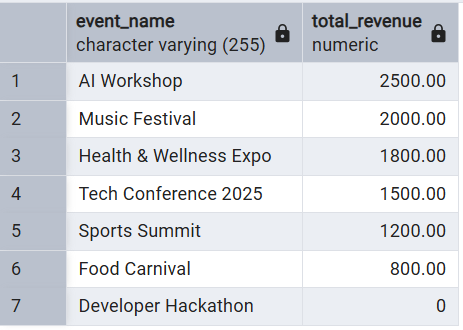 event_name total_revenue
character varying (255) numeric
1 AI Workshop 2500.00
2 Music Festival 2000.00
3 Health & Wellness Expo 1800.00
4 Tech Conference 2025 1500.00
5 Sports Summit 1200.00
6 Food Carnival 800.00
7 Developer Hackathon 0